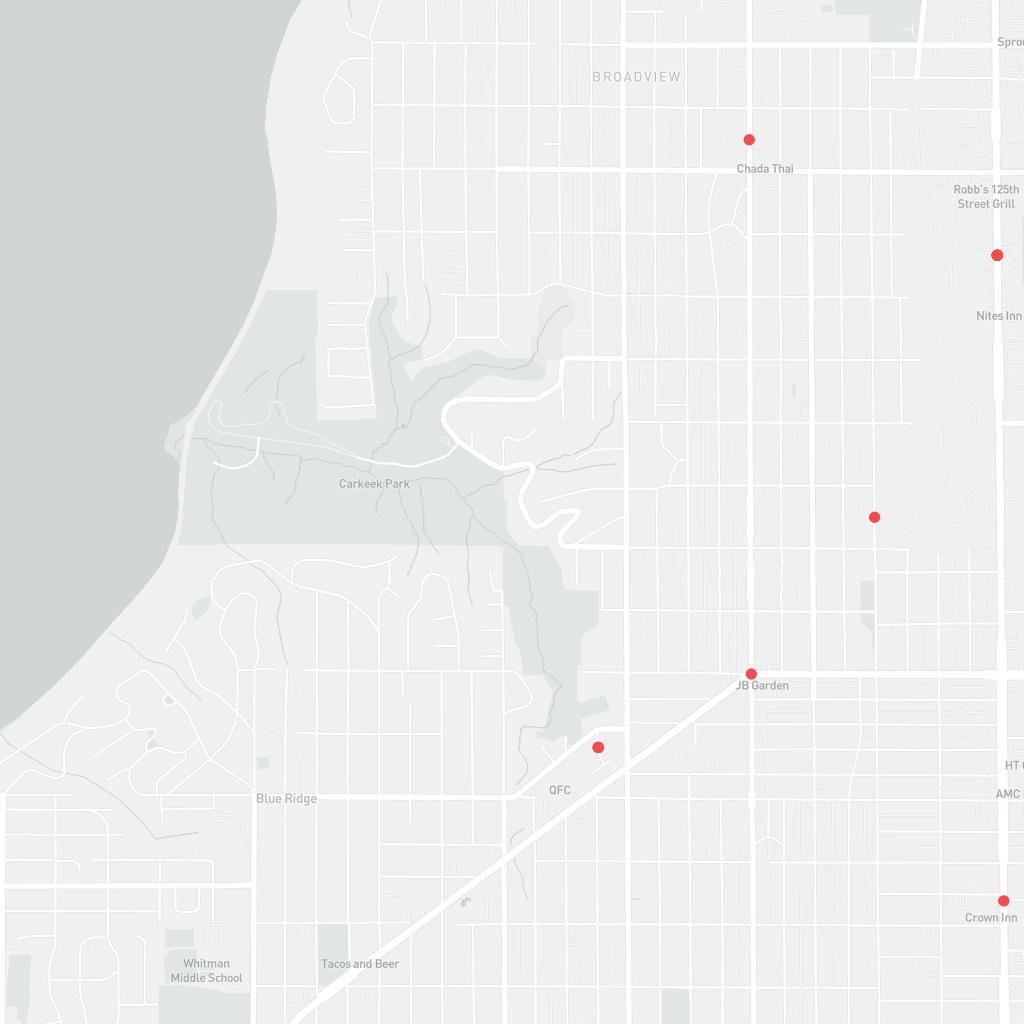 Sprou
BROADVIEW
Chada Thai
Robb's 125th
Street Grill
Nites Inn
Carkeek Park
JB Garden
HT
QFC
Blue Ridge
AMC
Crown Inn
Whitman
Middle School
Tacos and Beer